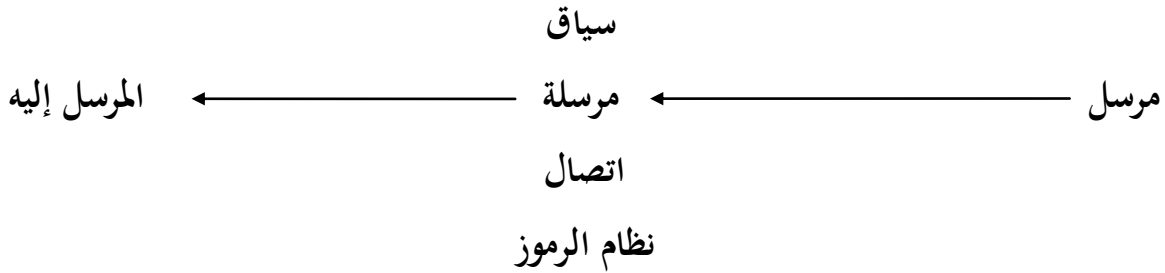 سياق
مرسل مرسلة المرسل إليه
اتصال
نظام الرموز